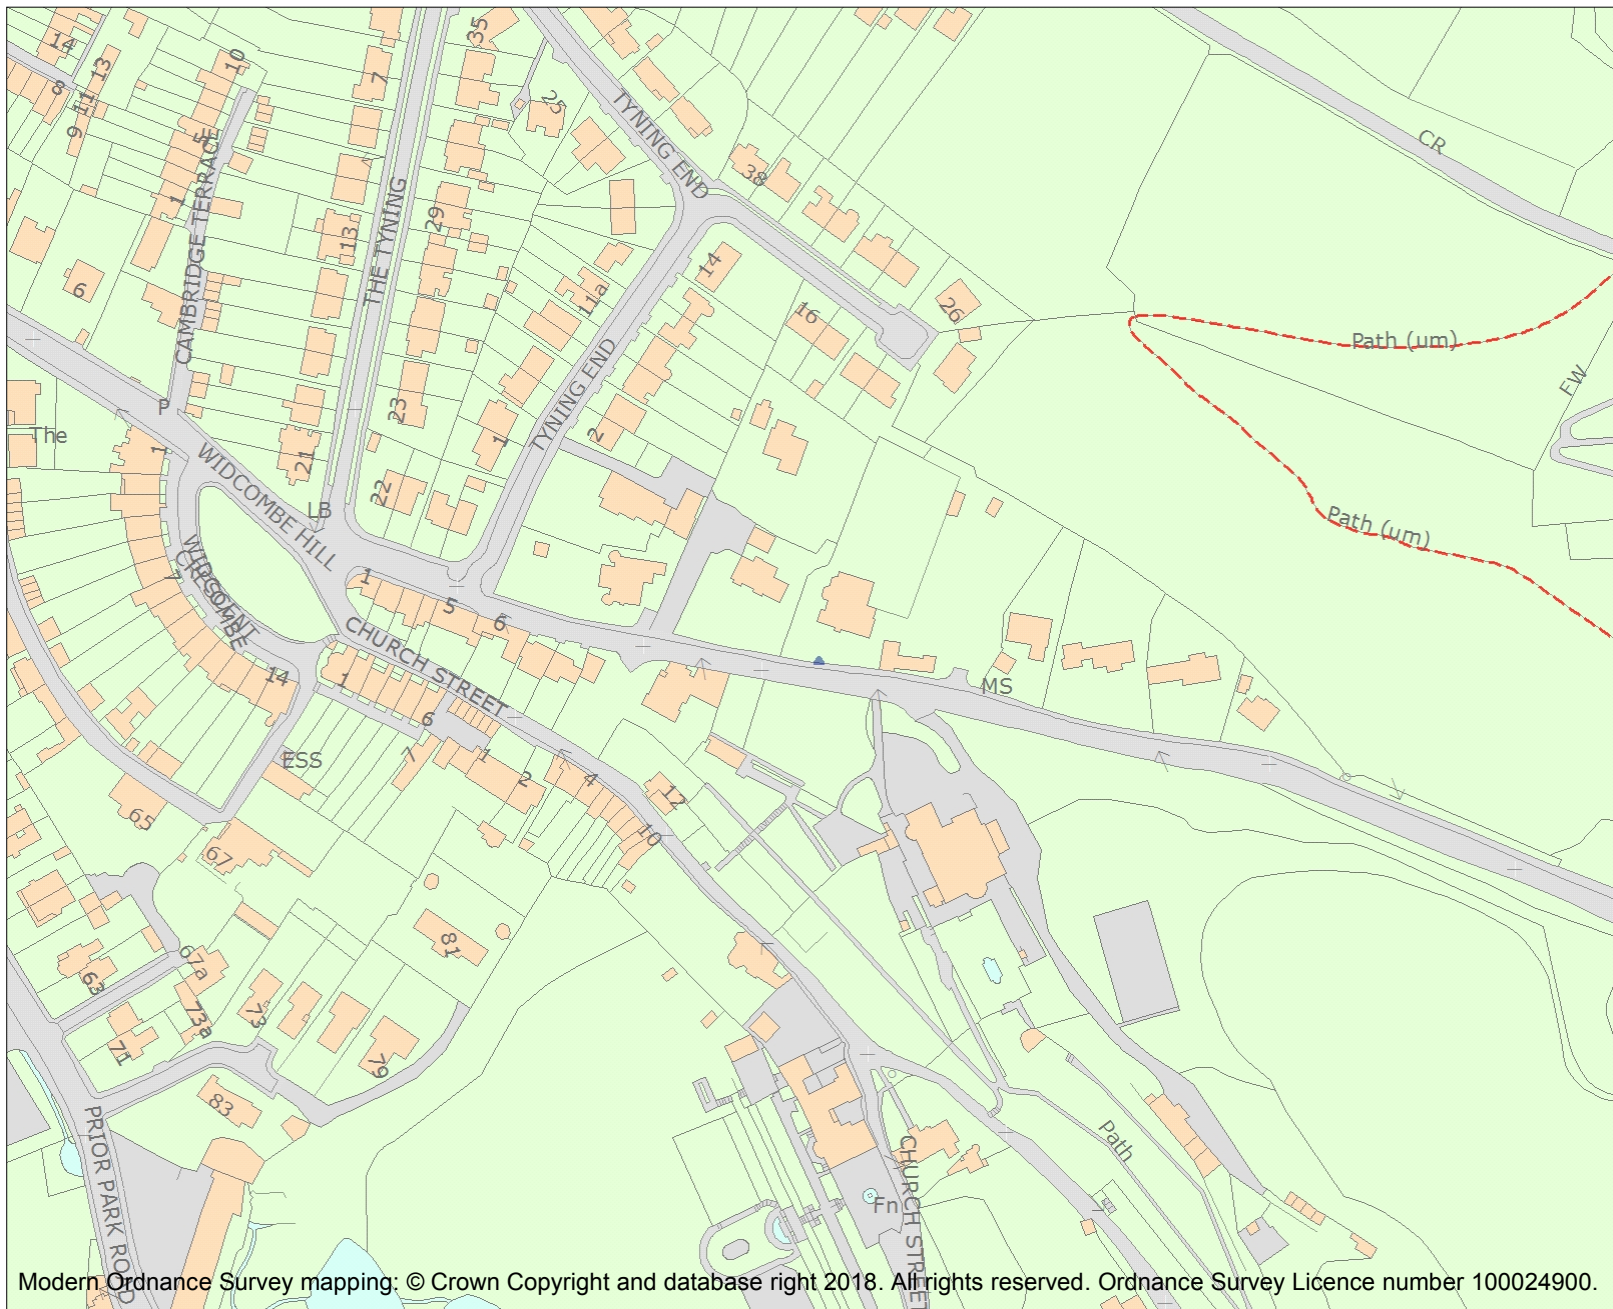 14
13
8
11
9
10
5
1
CAMBRIDGE TERRACE
6
7
13
THE TYNING
35
25
29
23
21
22
TYNING END
38
14
11a
16
26
TYNING END
2
1
CR
Path (um)
FW
Path (um)
P
The
1
WIDCOMBE HILL
LB
WIDCOMBE
CRESCENT
7
14
1
5
6
CHURCH STREET
1
6
7
1
2
4
12
10
MS
ESS
65
67
81
67a
63
73a
73
71
79
83
PRIOR PARK ROAD
Path
CHURCH STREET
Fn
Modern Ordnance Survey mapping: © Crown Copyright and database right 2018. All rights reserved. Ordnance Survey Licence number 100024900.